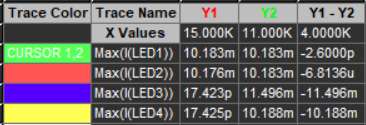 Trace Color Trace Name Y1 Y2 Y1 - Y2
X Values 15.000K 11.000K 4.0000K
CURSOR 1,2 Max(I(LED1)) 10.183m 10.183m -2.6000p
Max(I(LED2)) 10.176m 10.183m -6.8136u
Max(I(LED3)) 17.423p 11.496m -11.496m
Max(I(LED4)) 17.425p 10.188m -10.188m